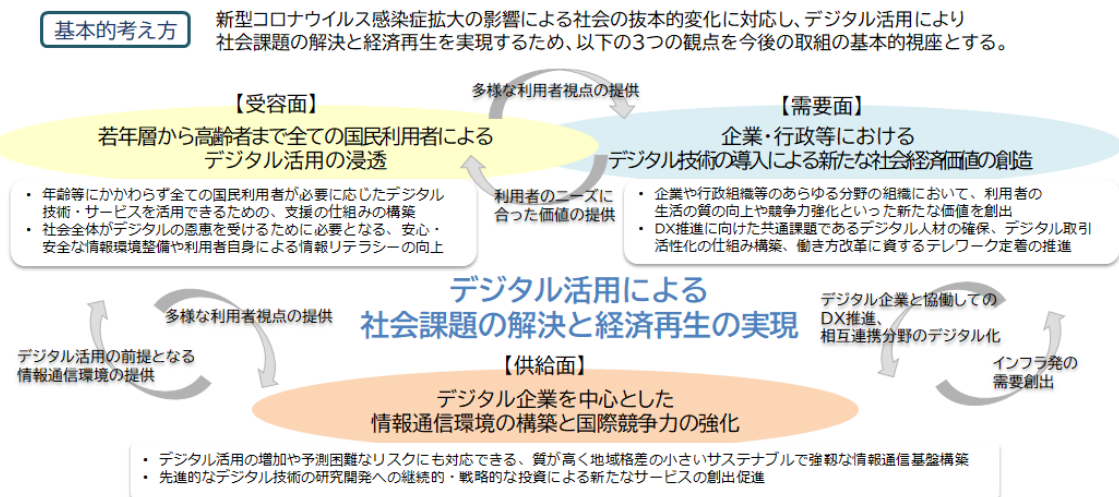 基本的考え方
新型コロナウイルス感染症拡大の影響による社会の抜本的変化に対応し、デジタル活用により
社会課題の解決と経済再生を実現するため、以下の3つの観点を今後の取組の基本的視座とする。
多様な利用者視点の提供
【受容面】
若年層から高齢者まで全ての国民利用者による
デジタル活用の浸透
【需要面】
企業・行政等における
デジタル技術の導入による新たな社会経済価値の創造
• 年齢等にかかわらず全ての国民利用者が必要に応じたデジタル
技術・サービスを活用できるための、支援の仕組みの構築
• 社会全体がデジタルの恩恵を受けるために必要となる、安心・
安全な情報環境整備や利用者自身による情報リテラシーの向上
利用者のニーズに
合った価値の提供
• 企業や行政組織等のあらゆる分野の組織において、利用者の
生活の質の向上や競争力強化といった新たな価値を創出
• DX推進に向けた共通課題であるデジタル人材の確保、デジタル取引
活性化の仕組み構築、働き方改革に資するテレワーク定着の推進
デジタル活用による
社会課題の解決と経済再生の実現
多様な利用者視点の提供
デジタル活用の前提となる
情報通信環境の提供
デジタル企業と協働しての
DX推進、
相互連携分野のデジタル化
インフラ発の
需要創出
【供給面】
デジタル企業を中心とした
情報通信環境の構築と国際競争力の強化
• デジタル活用の増加や予測困難なリスクにも対応できる、質が高く地域格差の小さいサステナブルで強靱な情報通信基盤構築
• 先進的なデジタル技術の研究開発への継続的・戦略的な投資による新たなサービスの創出促進